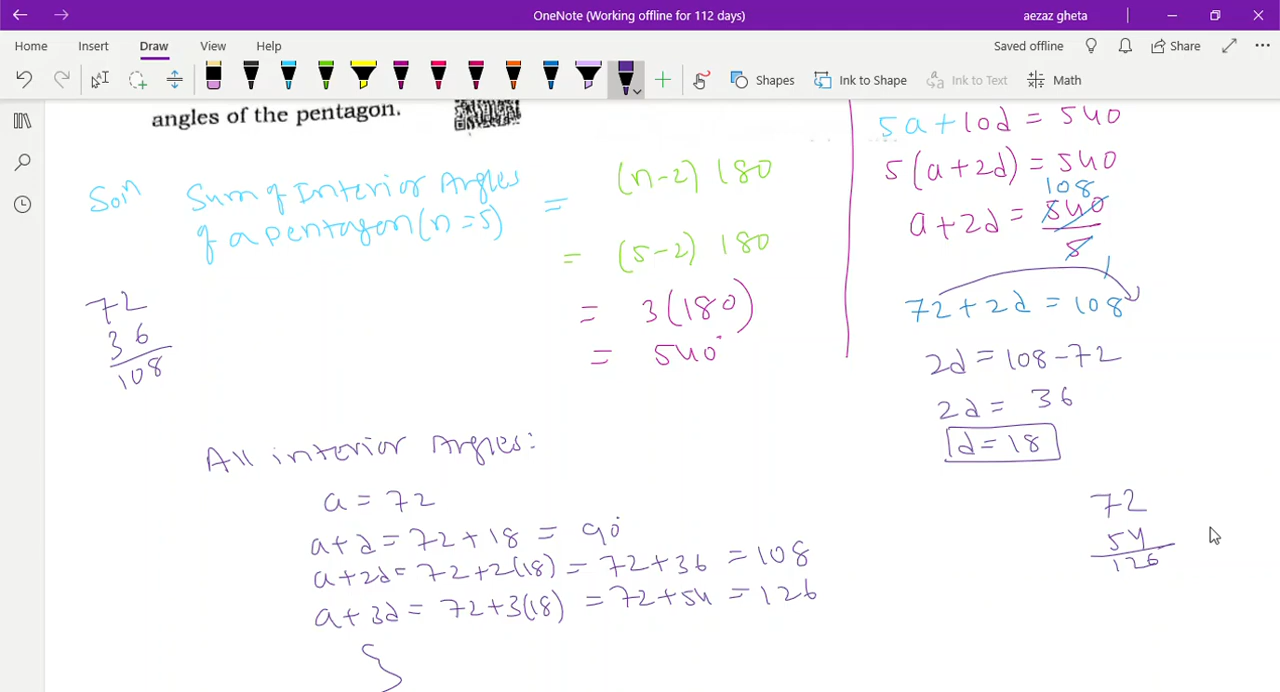 OneNote (Working offline for 112 days)
aezaz gheta
Home Insert Draw View Help
Saved offline
Share
Shapes
Ink to Shape
Ink to Text
Math
angles of the pentagon.
Soln Sum of Interior Angles
of a pentagon (n=5)
= (n-2) 180
= (5-2) 180
= 3(180)
= 540°
72
36
108
5a+10d = 540
5(a+2d) = 540
108
a+2d = 540
5
1
72+2d = 108
2d = 108-72
2d = 36
d = 18
All interior Angles:
a = 72
a+d = 72+18 = 90°
a+2d = 72+2(18) = 72+36 = 108
a+3d = 72+3(18) = 72+54 = 126
72
54
126